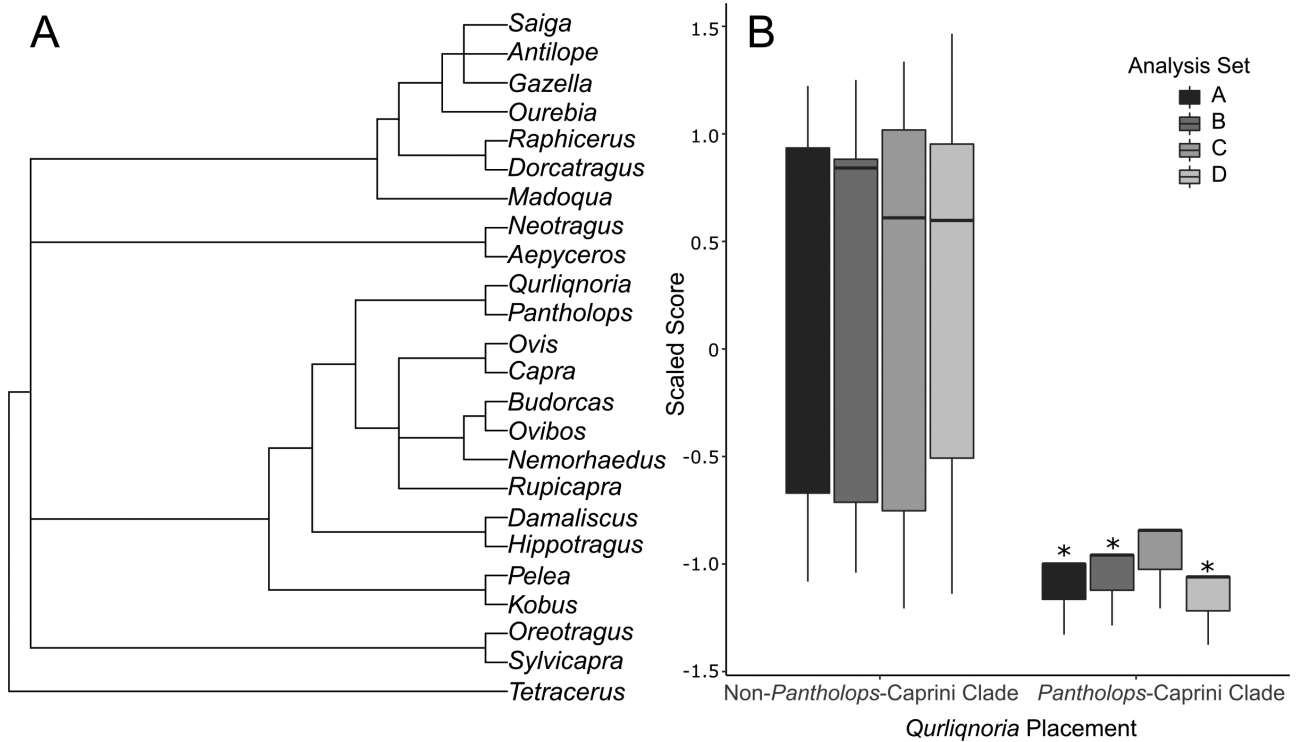 A
Saiga
Antilope
Gazella
Ourebia
Raphicerus
Dorcatragus
Madoqua
Neotragus
Aepyceros
Qurliqnoria
Pantholops
Ovis
Capra
Budorcas
Ovibos
Nemorhaedus
Rupicapra
Damaliscus
Hippotragus
Pelea
Kobus
Oreotragus
Sylvicapra
Tetracerus
B
Scaled Score
1.5
1.0
0.5
0
-0.5
-1.0
-1.5
Analysis Set
A
B
C
D
* * *
Non-Pantholops-Caprini Clade Pantholops-Caprini Clade
Qurliqnoria Placement